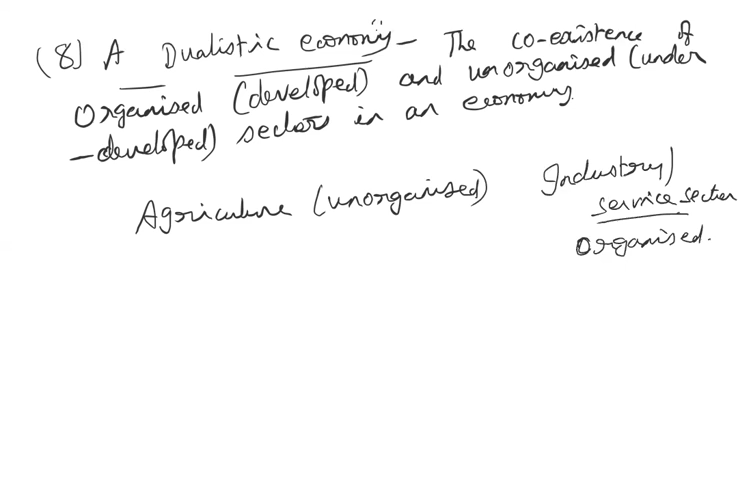 (8) A Dualistic economy - The co-existence of
Organised (developed) and unorganised (under
-developed) sectors in an economy.
Agriculture (unorganised) Industry/
service sector
Organised.